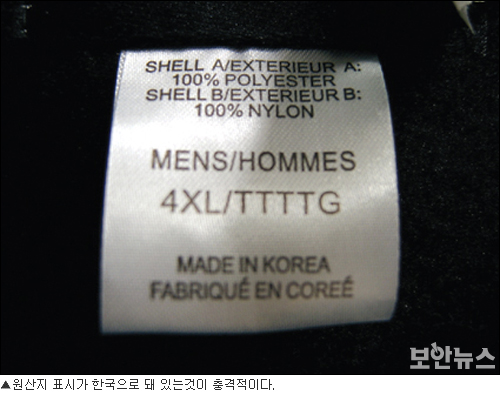 SHELL A/EXTERIEUR A:
100% POLYESTER
SHELL B/EXTERIEUR B:
100% NYLON
MENS/HOMMES
4XL/TTTTG
MADE IN KOREA
FABRIQUÉ EN COREÉ
보안뉴스
▲원산지 표시가 한국으로 돼 있는것이 충격적이다.